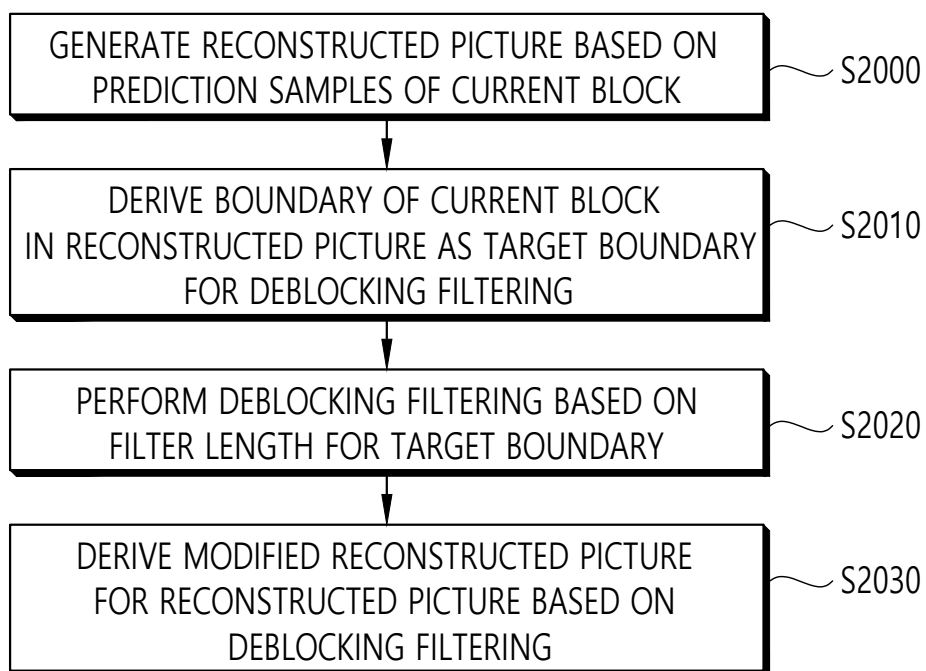 GENERATE RECONSTRUCTED PICTURE BASED ON
PREDICTION SAMPLES OF CURRENT BLOCK
S2000
DERIVE BOUNDARY OF CURRENT BLOCK
IN RECONSTRUCTED PICTURE AS TARGET BOUNDARY
FOR DEBLOCKING FILTERING
S2010
PERFORM DEBLOCKING FILTERING BASED ON
FILTER LENGTH FOR TARGET BOUNDARY
S2020
DERIVE MODIFIED RECONSTRUCTED PICTURE
FOR RECONSTRUCTED PICTURE BASED ON
DEBLOCKING FILTERING
S2030